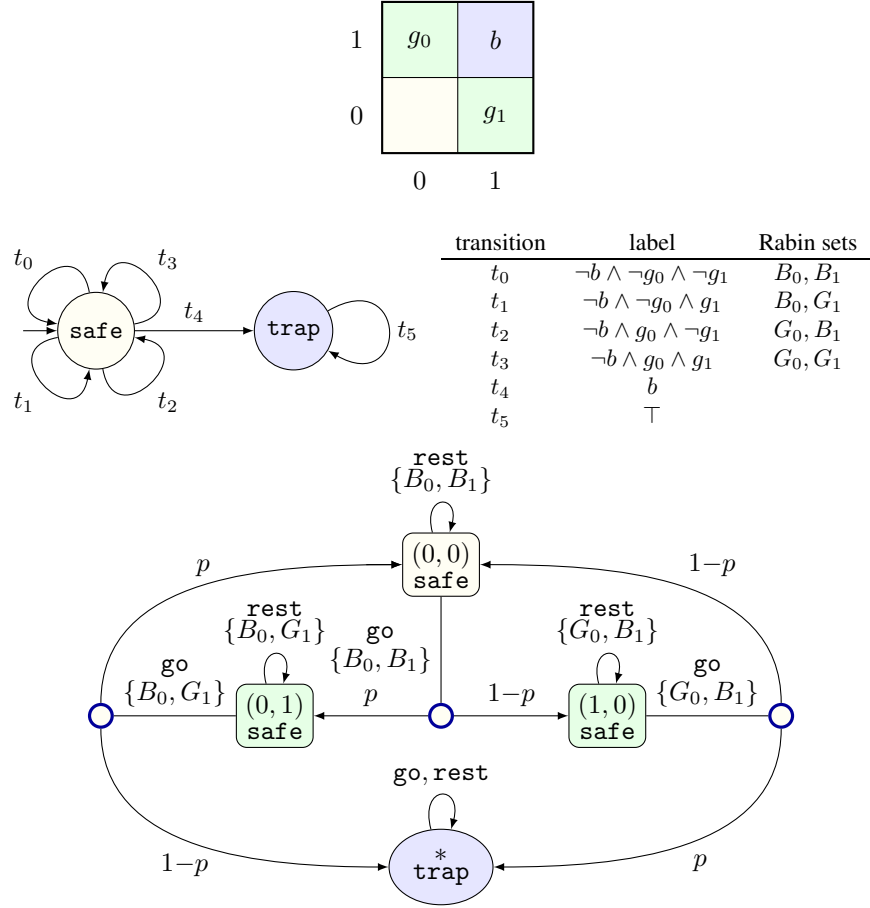 1 g₀ b
0 g₁
0 1
transition label Rabin sets
t₀ ¬b ∧ ¬g₀ ∧ ¬g₁ B₀, B₁
t₁ ¬b ∧ ¬g₀ ∧ g₁ B₀, G₁
t₂ ¬b ∧ g₀ ∧ ¬g₁ G₀, B₁
t₃ ¬b ∧ g₀ ∧ g₁ G₀, G₁
t₄ b
t₅ ⊤
t₀ t₃
safe t₄ trap t₅
t₁ t₂
rest
{B₀, B₁}
p (0, 0) 1−p
safe
rest
{B₀, G₁}
go
{B₀, B₁}
rest
{G₀, B₁}
go
{B₀, G₁}
go
{G₀, B₁}
(0, 1) p 1−p (1, 0)
safe safe
go, rest
1−p * p
trap